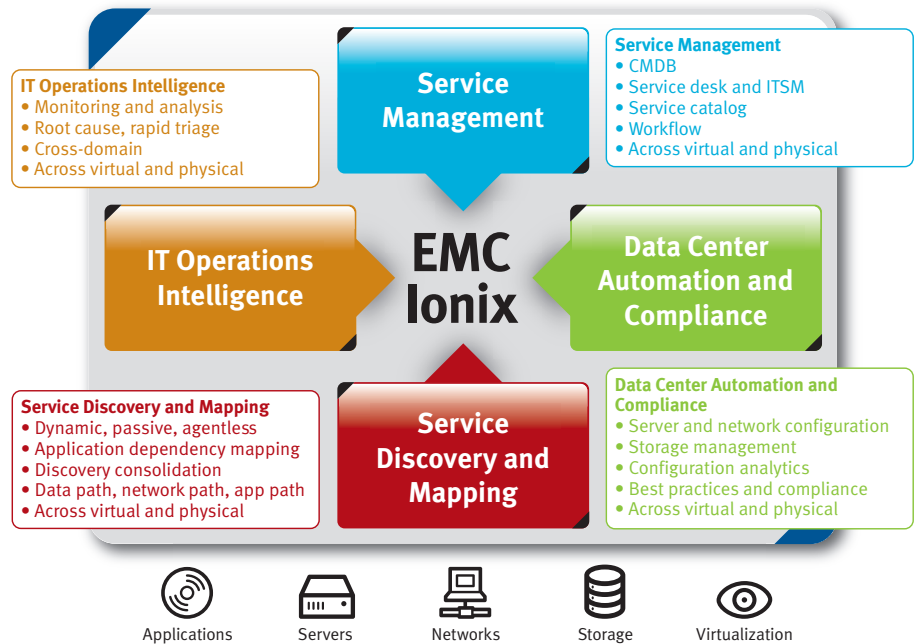 Service
Management
Service Management
• CMDB
• Service desk and ITSM
• Service catalog
• Workflow
• Across virtual and physical
IT Operations Intelligence
• Monitoring and analysis
• Root cause, rapid triage
• Cross-domain
• Across virtual and physical
IT Operations
Intelligence
EMC
Ionix
Data Center
Automation and
Compliance
Service Discovery and Mapping
• Dynamic, passive, agentless
• Application dependency mapping
• Discovery consolidation
• Data path, network path, app path
• Across virtual and physical
Service
Discovery and
Mapping
Data Center Automation and
Compliance
• Server and network configuration
• Storage management
• Configuration analytics
• Best practices and compliance
• Across virtual and physical
Applications
Servers
Networks
Storage
Virtualization